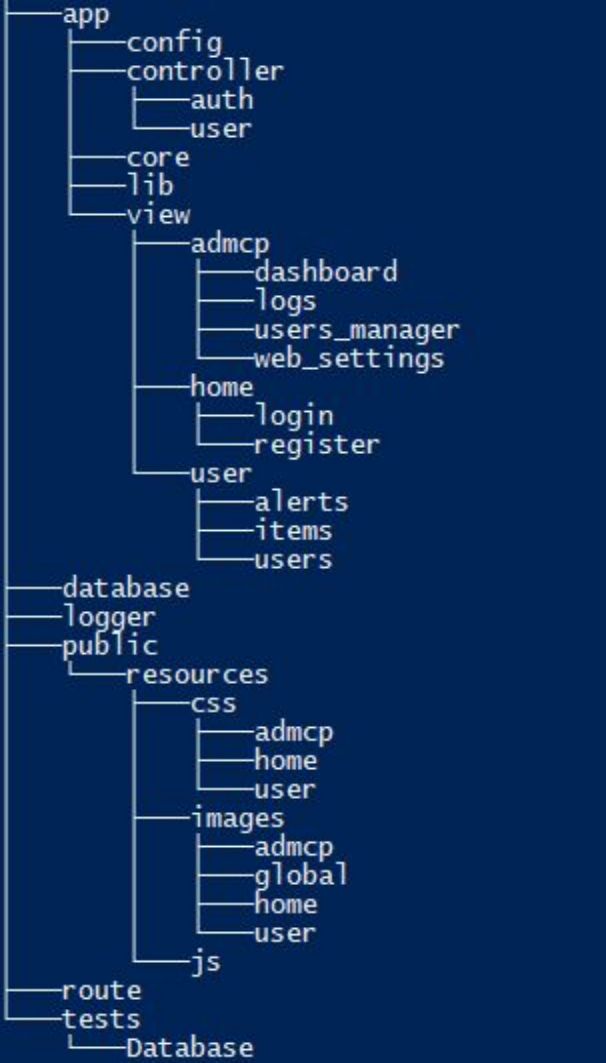 app
config
controller
auth
user
core
lib
view
admcp
dashboard
logs
users_manager
web_settings
home
login
register
user
alerts
items
users
database
logger
public
resources
css
admcp
home
user
images
admcp
global
home
user
js
route
tests
Database